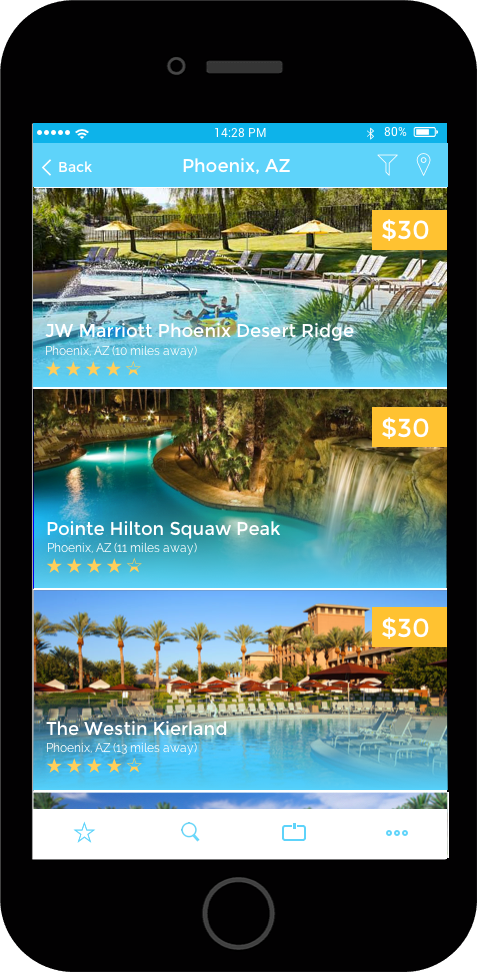 14:28 PM
80%
Back
Phoenix, AZ
$30
JW Marriott Phoenix Desert Ridge
Phoenix, AZ (10 miles away)
$30
Pointe Hilton Squaw Peak
Phoenix, AZ (11 miles away)
$30
The Westin Kierland
Phoenix, AZ (13 miles away)